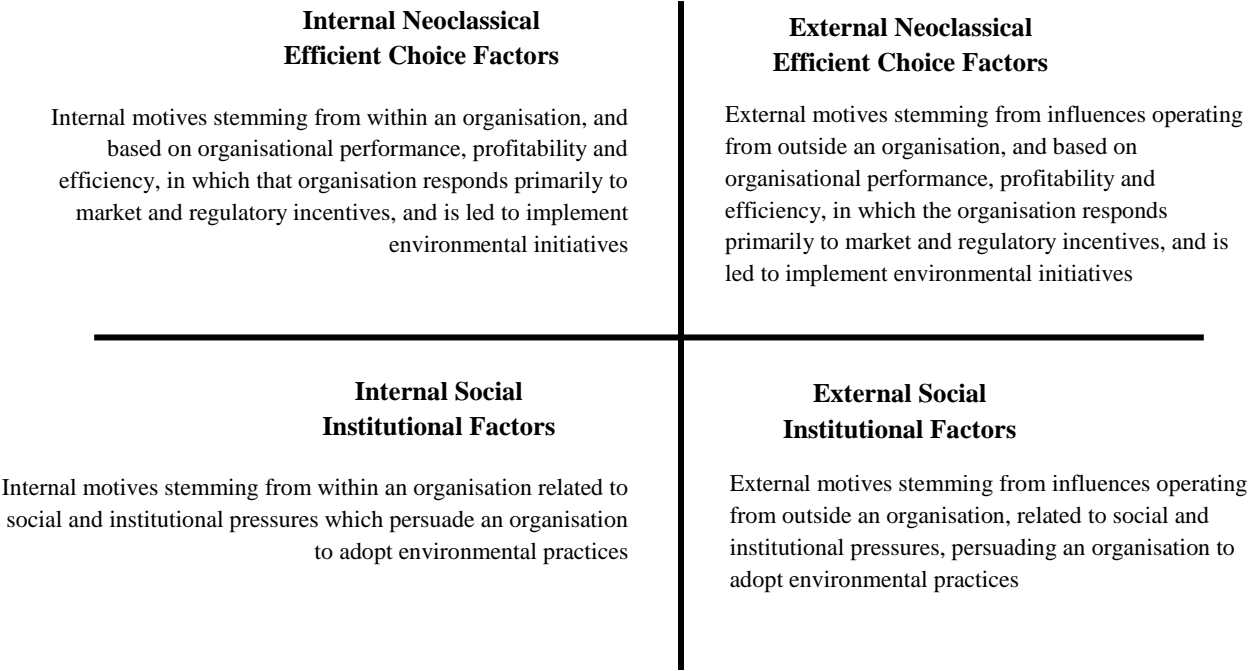 Internal Neoclassical
Efficient Choice Factors
Internal motives stemming from within an organisation, and
based on organisational performance, profitability and
efficiency, in which that organisation responds primarily to
market and regulatory incentives, and is led to implement
environmental initiatives
External Neoclassical
Efficient Choice Factors
External motives stemming from influences operating
from outside an organisation, and based on
organisational performance, profitability and
efficiency, in which the organisation responds
primarily to market and regulatory incentives, and is
led to implement environmental initiatives
Internal Social
Institutional Factors
Internal motives stemming from within an organisation related to
social and institutional pressures which persuade an organisation
to adopt environmental practices
External Social
Institutional Factors
External motives stemming from influences operating
from outside an organisation, related to social and
institutional pressures, persuading an organisation to
adopt environmental practices